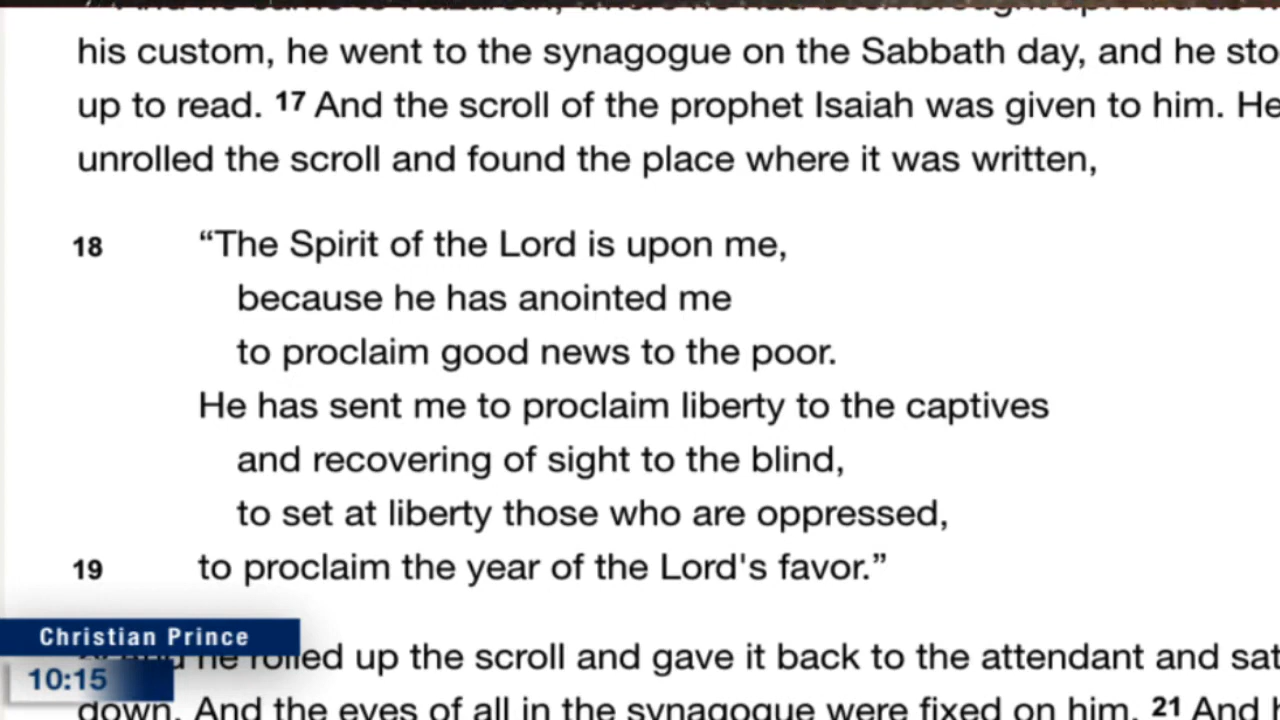 his custom, he went to the synagogue on the Sabbath day, and he sto
up to read. 17 And the scroll of the prophet Isaiah was given to him. He
unrolled the scroll and found the place where it was written,
18 “The Spirit of the Lord is upon me,
because he has anointed me
to proclaim good news to the poor.
He has sent me to proclaim liberty to the captives
and recovering of sight to the blind,
to set at liberty those who are oppressed,
19 to proclaim the year of the Lord's favor.”
Christian Prince
he rolled up the scroll and gave it back to the attendant and sat
10:15
down. And the eyes of all in the synagogue were fixed on him. 21 And